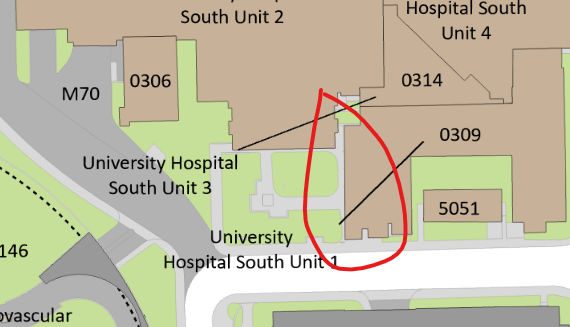 South Unit 2
Hospital South
Unit 4
0306
M70
0314
0309
University Hospital
South Unit 3
5051
University
Hospital South Unit 1
146
ovascular